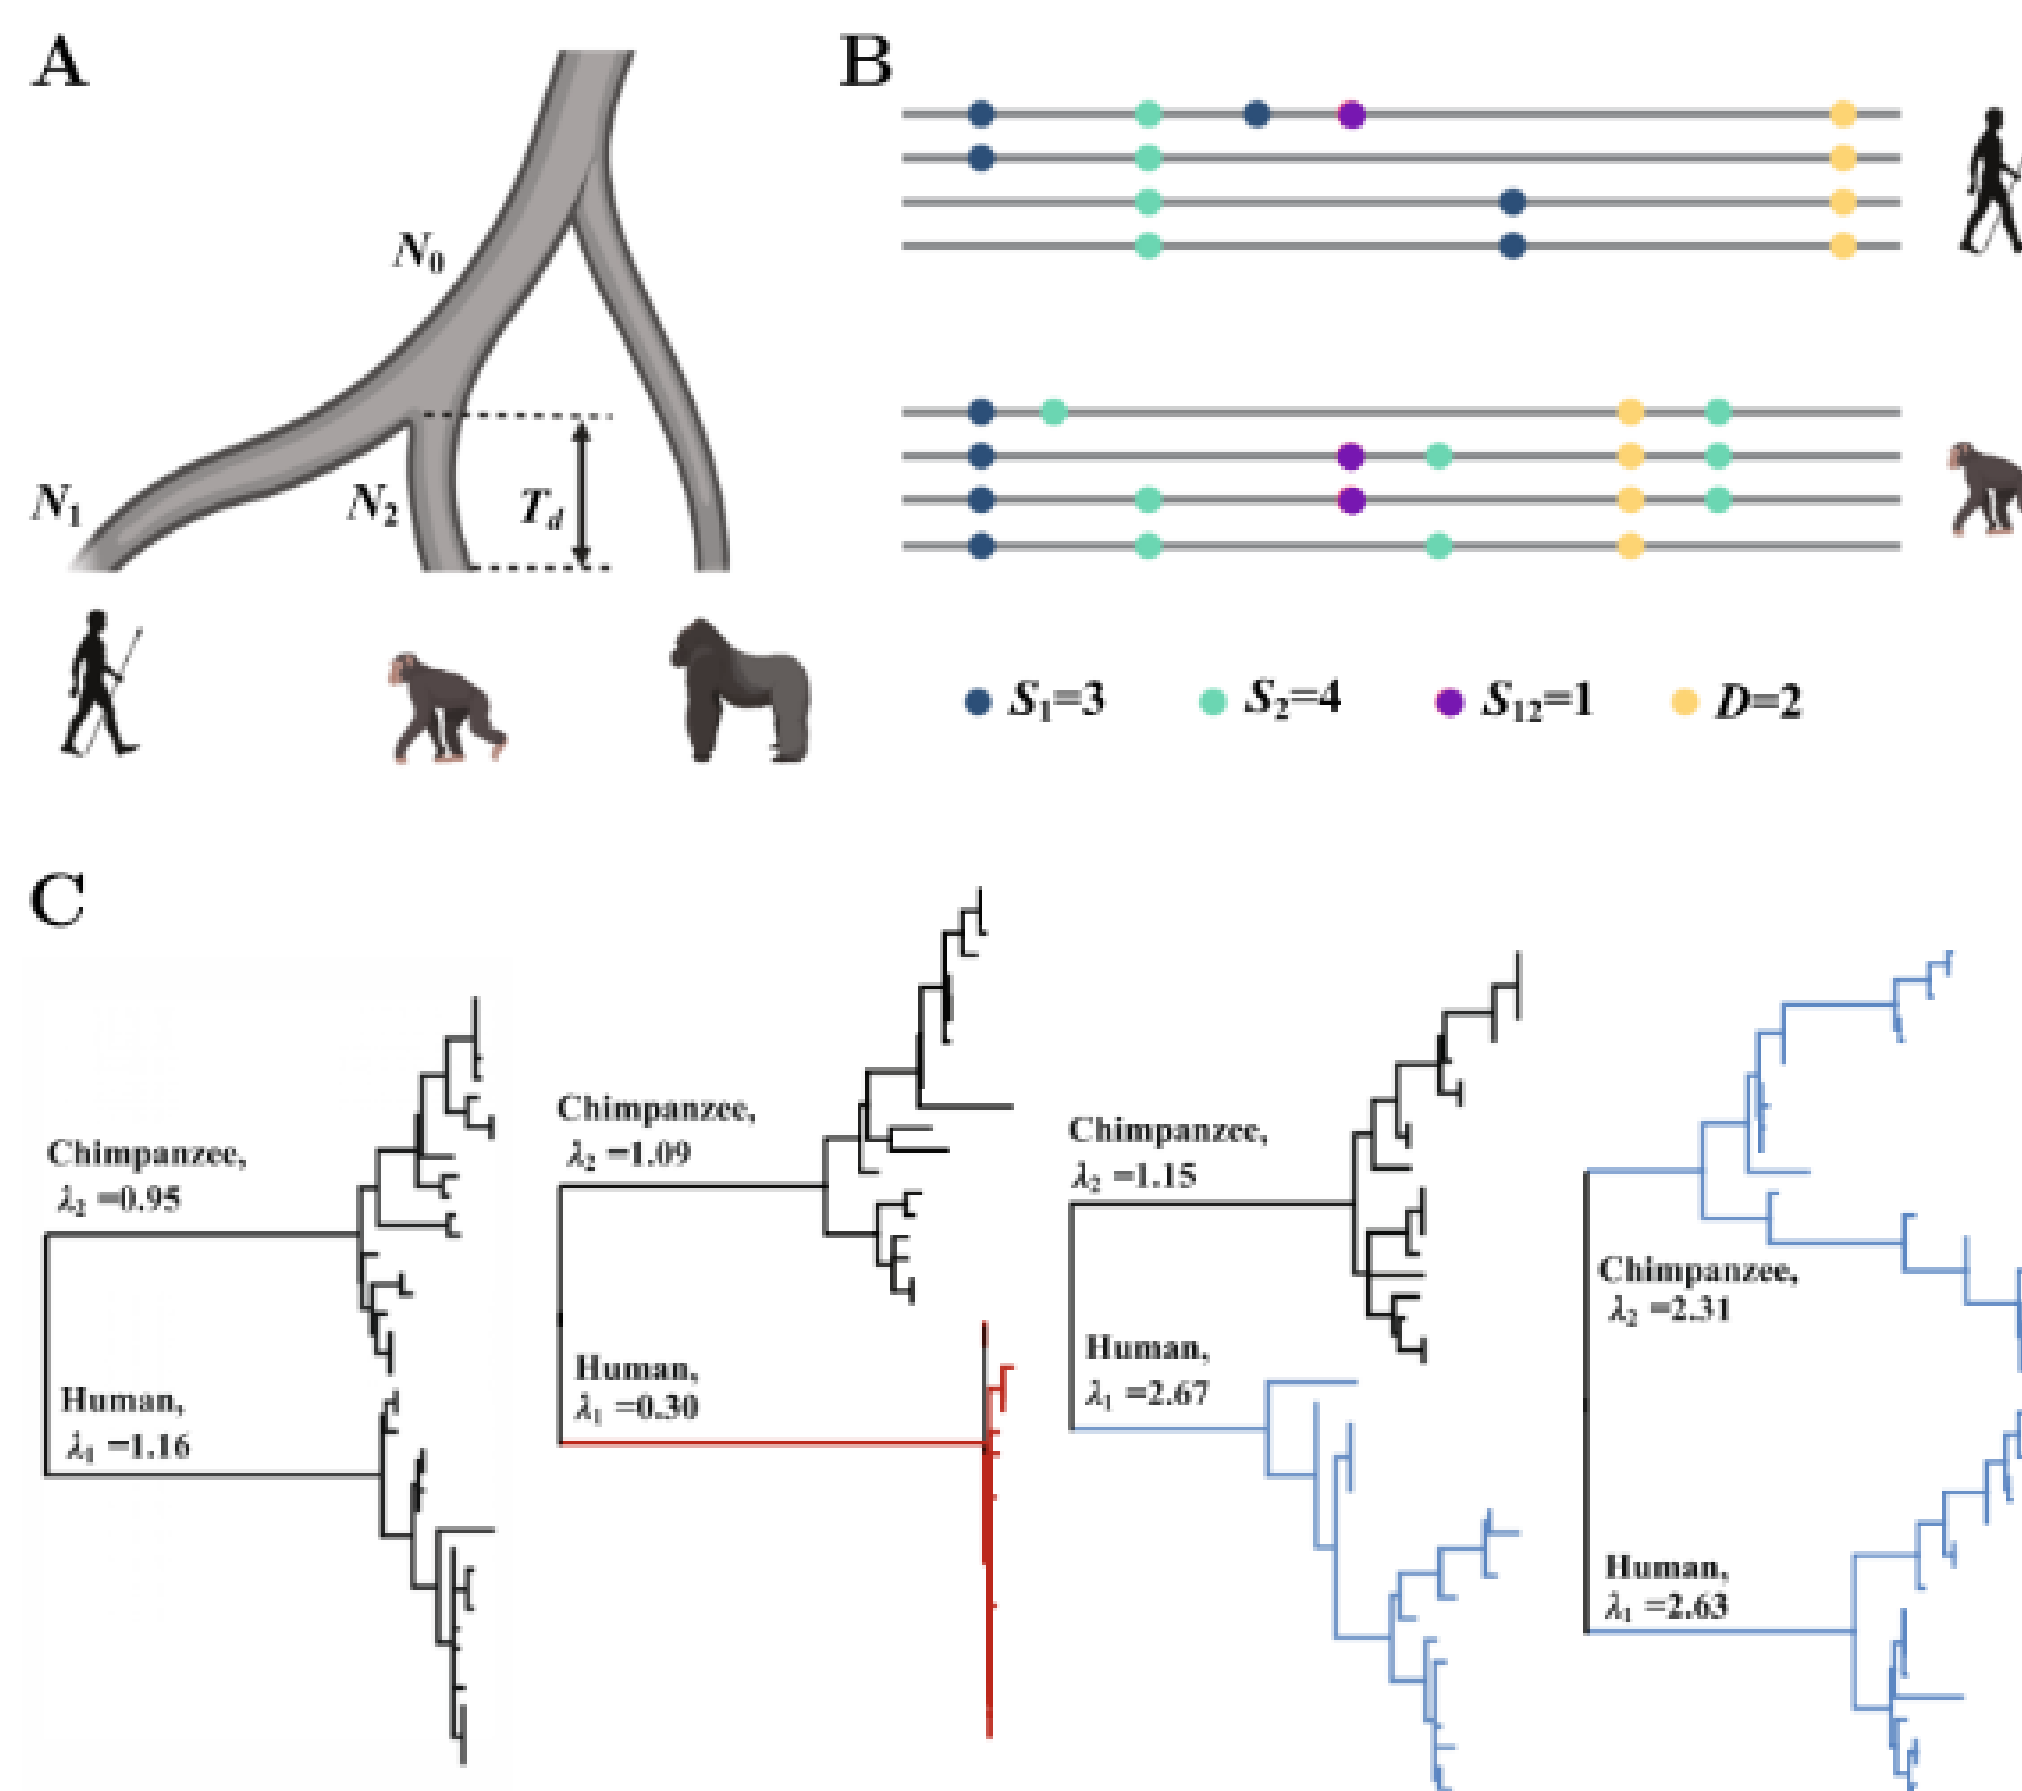 A
B
N0
N1
N2
Td
S1=3
S2=4
S12=1
D=2
C
Chimpanzee,
λ2 =0.95
Human,
λ1 =1.16
Chimpanzee,
λ2 =1.09
Human,
λ1 =0.30
Chimpanzee,
λ2 =1.15
Human,
λ1 =2.67
Chimpanzee,
λ2 =2.31
Human,
λ1 =2.63